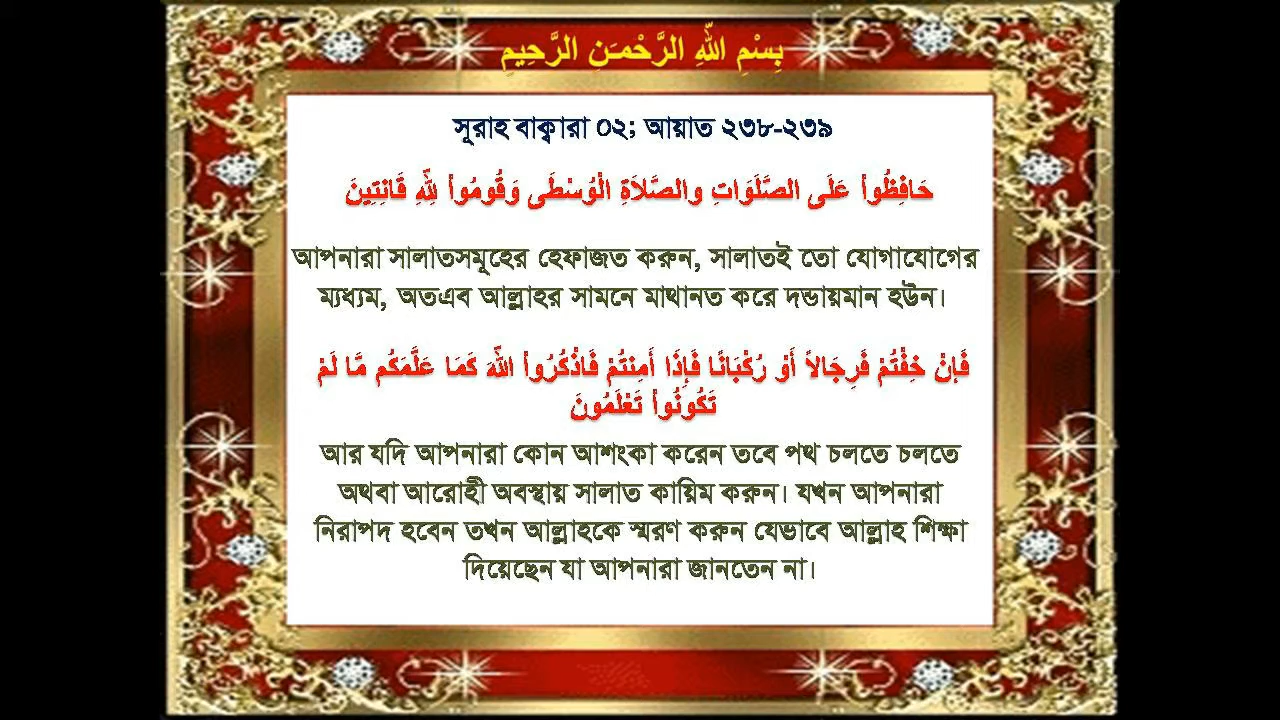 بِسْمِ اللهِ الرَّحْمَنِ الرَّحِيمِ
সূরাহ বাক্বারা ০২; আয়াত ২৩৮-২৩৯
حَافِظُواْ عَلَى الصَّلَوَاتِ والصَّلاَةِ الْوُسْطَى وَقُومُواْ لِلّهِ قَانِتِينَ
আপনারা সালাতসমূহের হেফাজত করুন, সালাতই তো যোগাযোগের
ম্যধ্যম, অতএব আল্লাহর সামনে মাথানত করে দন্ডায়মান হউন।
فَإنْ خِفْتُمْ فَرِجَالاً أَوْ رُكْبَانًا فَإِذَا أَمِنتُمْ فَاذْكُرُواْ اللّهَ كَمَا عَلَّمَكُم مَّا لَمْ
تَكُونُواْ تَعْلَمُونَ
আর যদি আপনারা কোন আশংকা করেন তবে পথ চলতে চলতে
অথবা আরোহী অবস্থায় সালাত কায়িম করুন। যখন আপনারা
নিরাপদ হবেন তখন আল্লাহকে স্মরণ করুন যেভাবে আল্লাহ শিক্ষা
দিয়েছেন যা আপনারা জানতেন না।